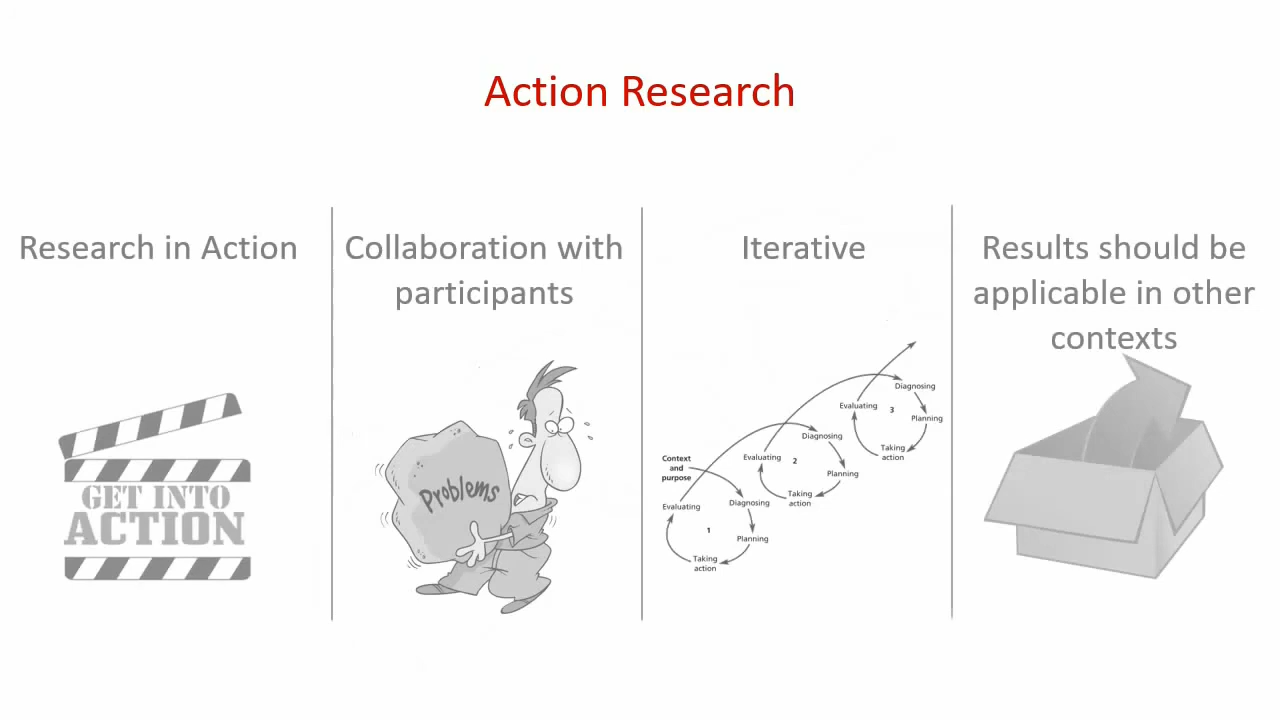 Action Research
Research in Action
GET INTO
ACTION
Collaboration with
participants
Problems
Iterative
Context
and
purpose
Evaluating
Diagnosing
1
Planning
Taking
action
Evaluating
Diagnosing
2
Planning
Taking
action
Evaluating
Diagnosing
3
Planning
Taking
action
Results should be
applicable in other
contexts